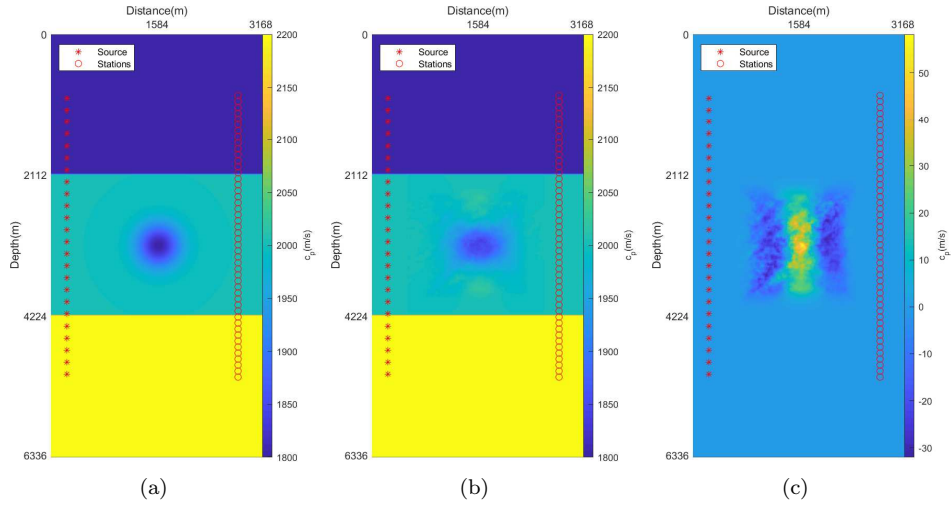 Distance(m)
1584 3168
0
Source
Stations
2112
4224
6336
Depth(m)
2200
2150
2100
2050
2000
1950
1900
1850
1800
c_p(m/s)
(a)
Distance(m)
1584 3168
0
Source
Stations
2112
4224
6336
Depth(m)
2200
2150
2100
2050
2000
1950
1900
1850
1800
c_p(m/s)
(b)
Distance(m)
1584 3168
0
Source
Stations
2112
4224
6336
Depth(m)
50
40
30
20
10
0
-10
-20
-30
c_p(m/s)
(c)